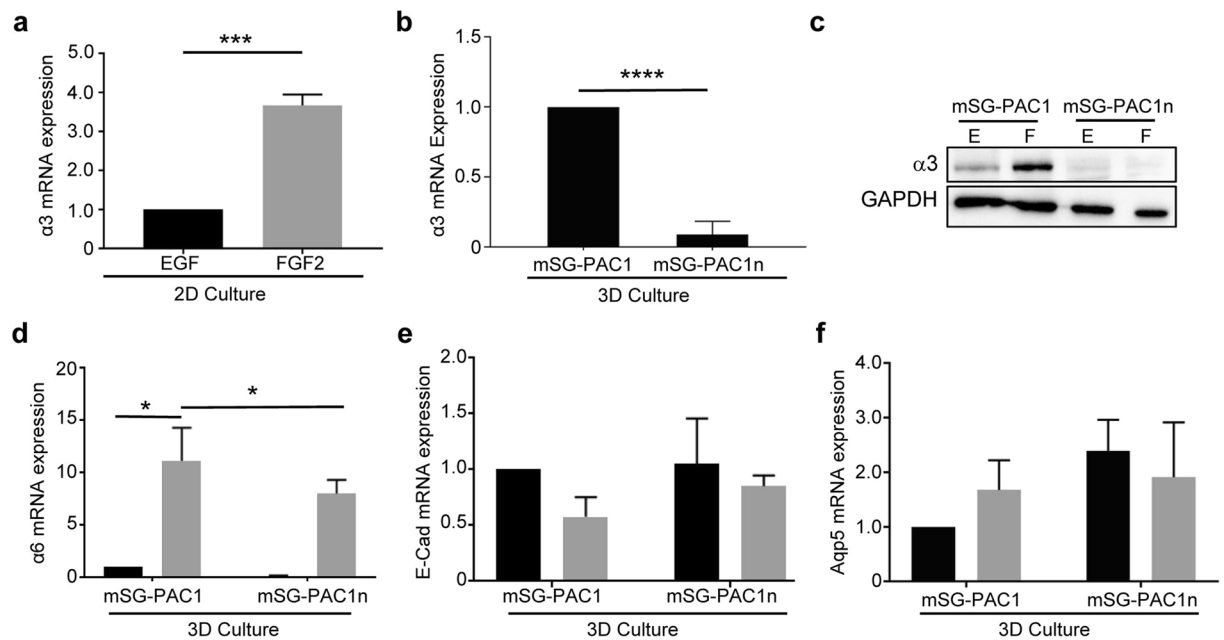 a
α3 mRNA expression
5.0
4.0
3.0
2.0
1.0
0
***
EGF FGF2
2D Culture
b
α3 mRNA Expression
1.5
1.0
0.5
0
****
mSG-PAC1 mSG-PAC1n
3D Culture
c
mSG-PAC1 mSG-PAC1n
E F E F
α3
GAPDH
d
α6 mRNA expression
20
15
10
5
0
* *
mSG-PAC1 mSG-PAC1n
3D Culture
e
E-Cad mRNA expression
2.0
1.5
1.0
0.5
0
mSG-PAC1 mSG-PAC1n
3D Culture
f
Aqp5 mRNA expression
4.0
3.0
2.0
1.0
0
mSG-PAC1 mSG-PAC1n
3D Culture